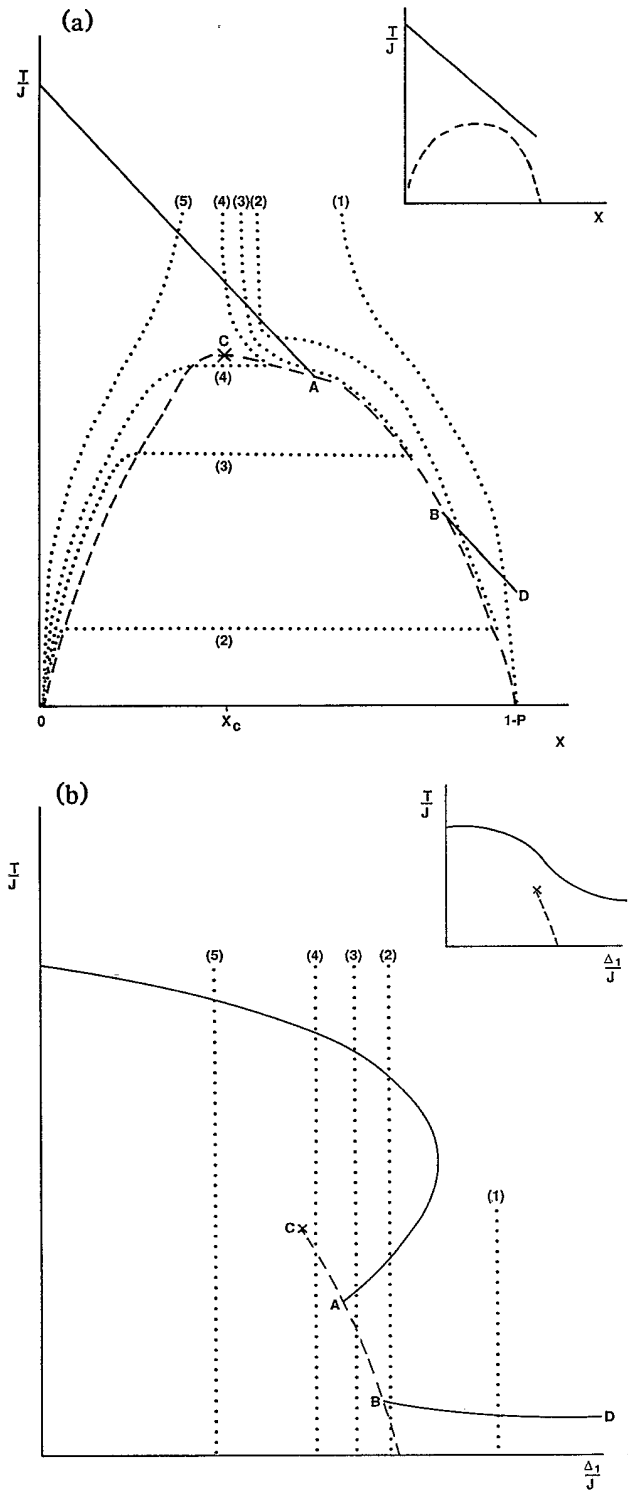 (a)
T/J
X
T/J
(5)
(4)
(3)
(2)
(1)
C
A
(4)
(3)
B
D
(2)
0
Xc
1-P
X
(b)
T/J
Δ1/J
T/J
(5)
(4)
(3)
(2)
(1)
C
A
B
D
Δ1/J